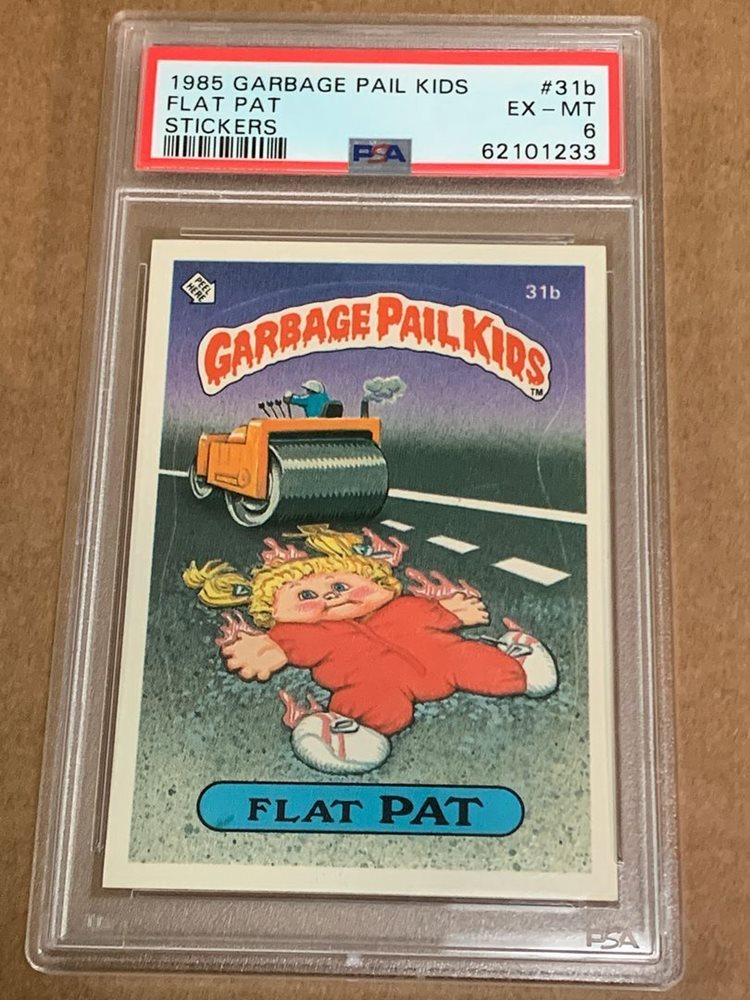 1985 GARBAGE PAIL KIDS #31b
FLAT PAT EX - MT
STICKERS 6
PSA 62101233
PEEL HERE
31b
GARBAGE PAIL KIDS
TM
FLAT PAT
PSA